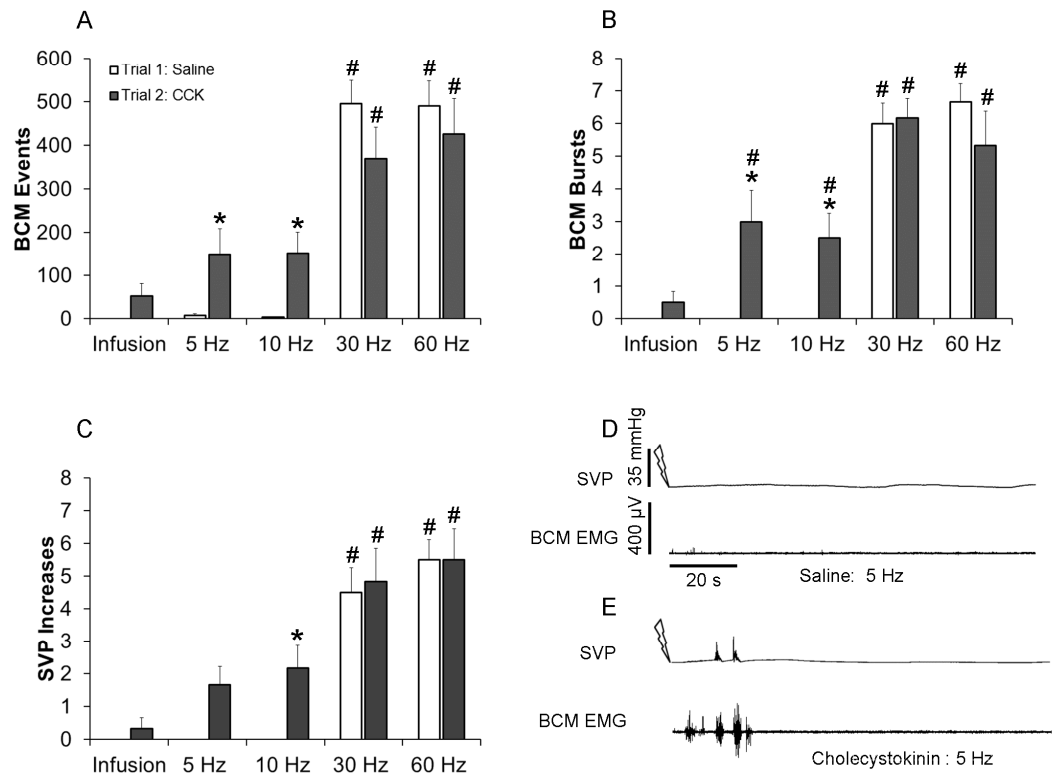 A
BCM Events
600
500
400
300
200
100
0
Trial 1: Saline
Trial 2: CCK
*
*
#
#
#
#
Infusion 5 Hz 10 Hz 30 Hz 60 Hz
B
BCM Bursts
8
7
6
5
4
3
2
1
0
#
*
#
*
#
#
#
#
Infusion 5 Hz 10 Hz 30 Hz 60 Hz
C
SVP Increases
8
7
6
5
4
3
2
1
0
*
#
#
#
#
Infusion 5 Hz 10 Hz 30 Hz 60 Hz
D
SVP
35 mmHg
BCM EMG
400 µV
20 s
Saline: 5 Hz
E
SVP
BCM EMG
Cholecystokinin : 5 Hz